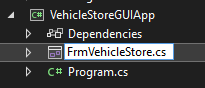 C# VehicleStoreGUIApp
Dependencies
FrmVehicleStore.cs
C# Program.cs